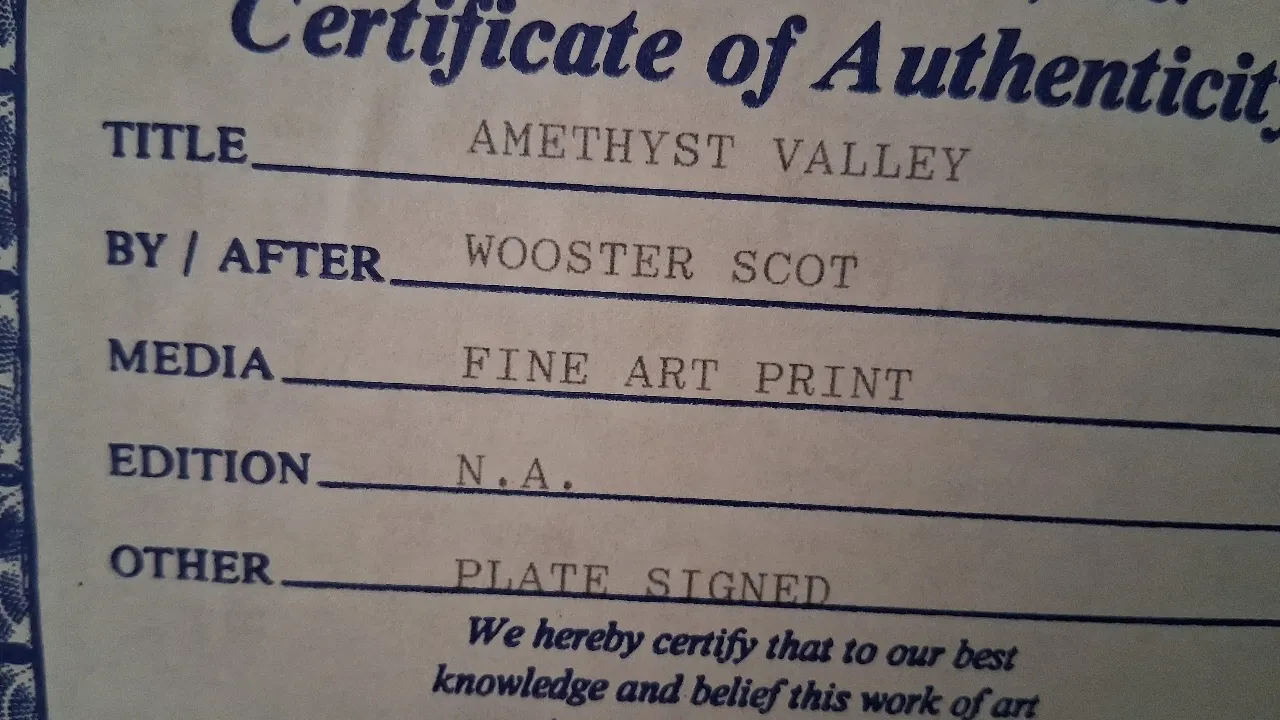 Certificate of Authenticity
TITLE AMETHYST VALLEY
BY / AFTER WOOSTER SCOT
MEDIA FINE ART PRINT
EDITION N.A.
OTHER PLATE SIGNED
We hereby certify that to our best
knowledge and belief this work of art